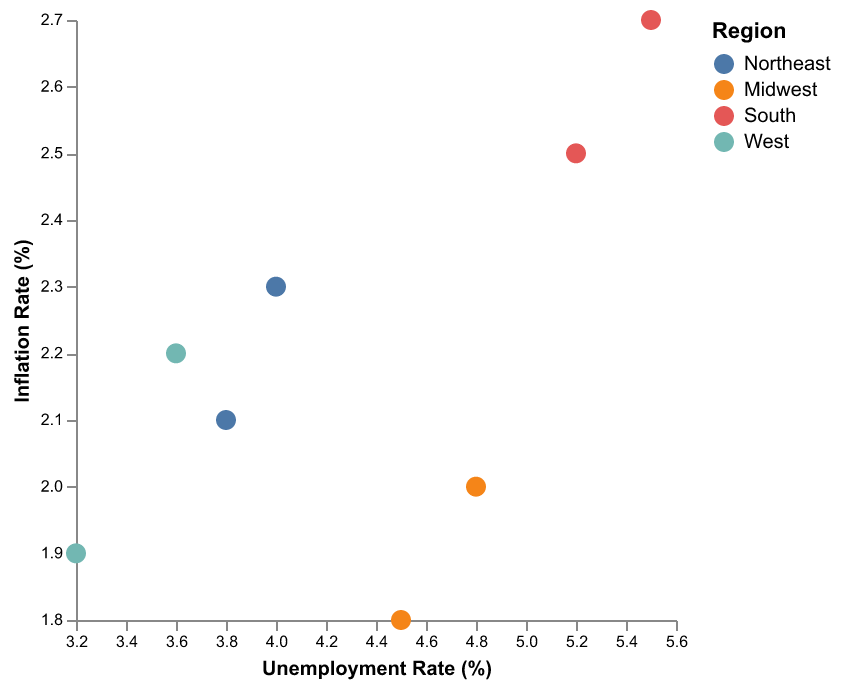 2.7
2.6
2.5
2.4
2.3
2.2
2.1
2.0
1.9
1.8
Inflation Rate (%)
3.2 3.4 3.6 3.8 4.0 4.2 4.4 4.6 4.8 5.0 5.2 5.4 5.6
Unemployment Rate (%)
Region
Northeast
Midwest
South
West